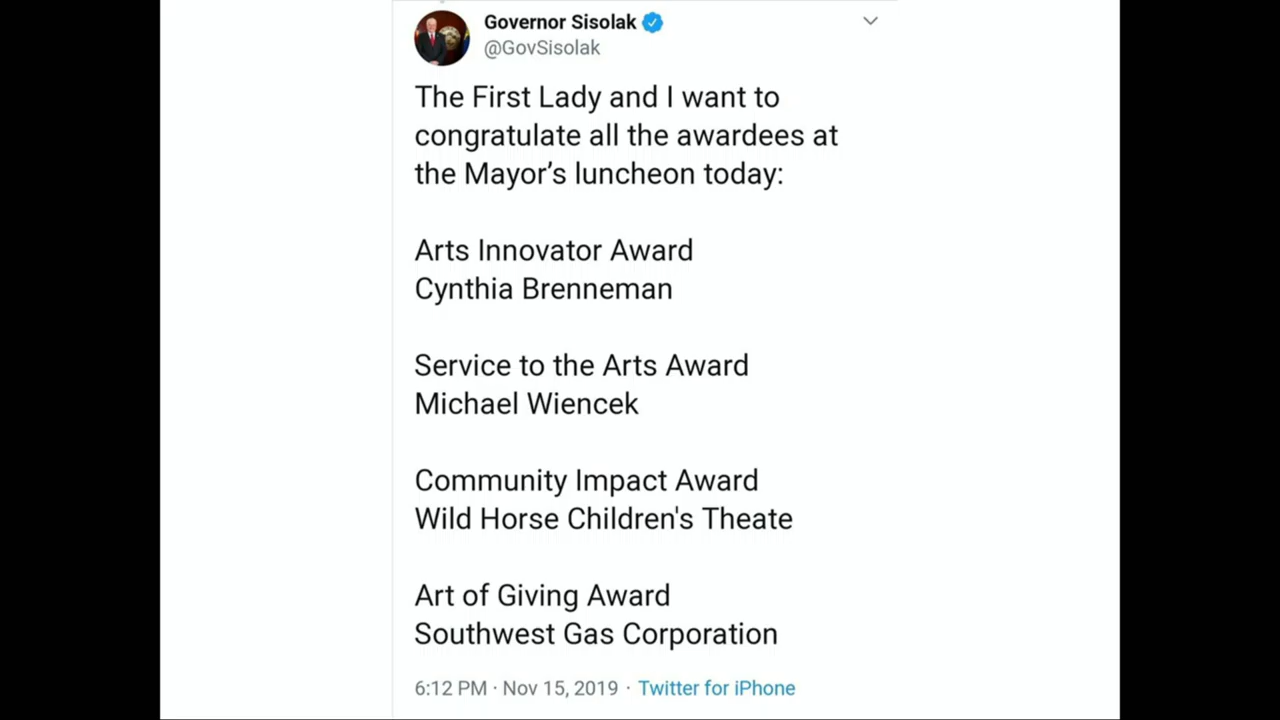 Governor Sisolak
@GovSisolak
The First Lady and I want to
congratulate all the awardees at
the Mayor’s luncheon today:
Arts Innovator Award
Cynthia Brenneman
Service to the Arts Award
Michael Wiencek
Community Impact Award
Wild Horse Children's Theate
Art of Giving Award
Southwest Gas Corporation
6:12 PM · Nov 15, 2019 · Twitter for iPhone